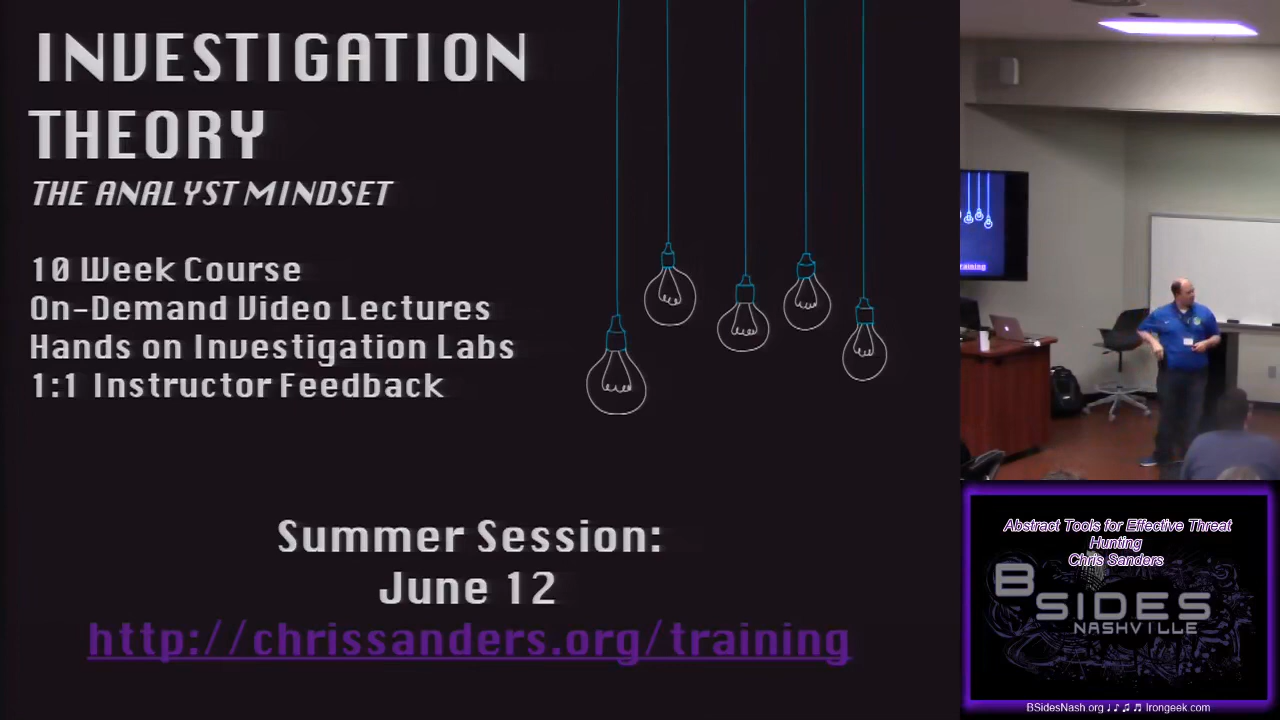 INVESTIGATION
THEORY
THE ANALYST MINDSET
10 Week Course
On-Demand Video Lectures
Hands on Investigation Labs
1:1 Instructor Feedback
Summer Session:
June 12
http://chrissanders.org/training
training
Abstract Tools for Effective Threat
Hunting
Chris Sanders
BSIDES
NASHVILLE
BSidesNash.org ♩♪♫♬ Irongeek.com